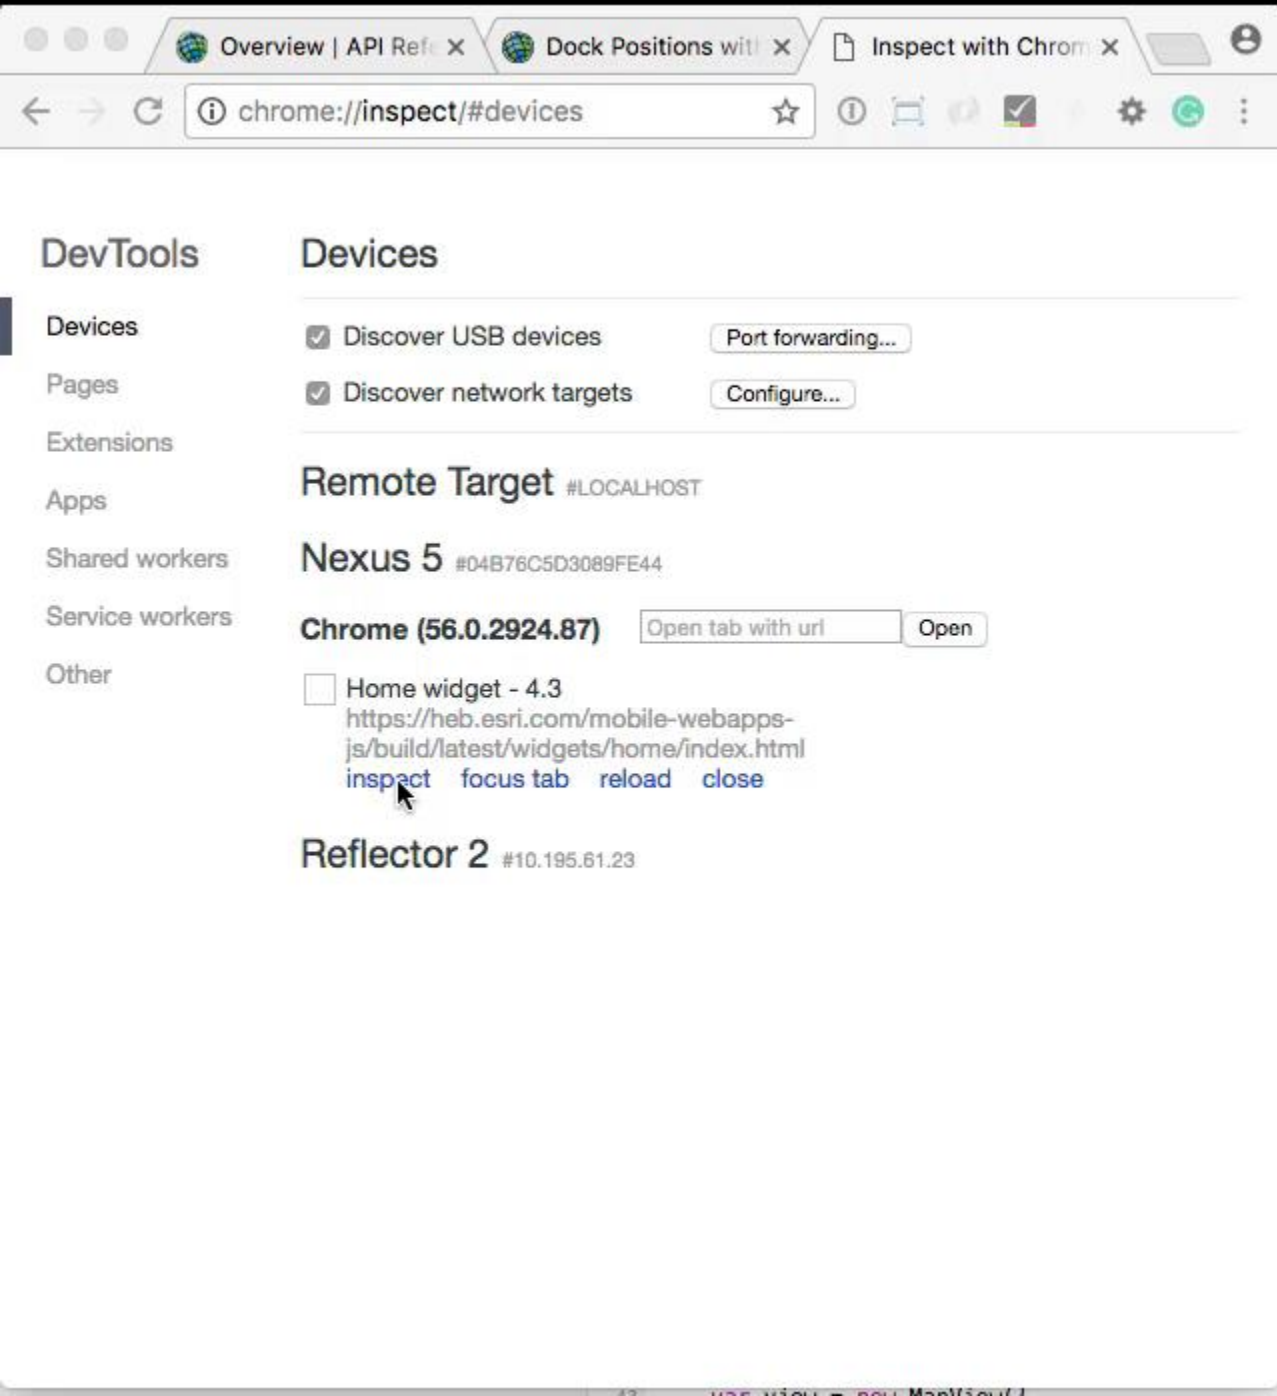 Overview | API Ref
Dock Positions wit
Inspect with Chrom
chrome://inspect/#devices
DevTools
Devices
Pages
Extensions
Apps
Shared workers
Service workers
Other
Devices
Discover USB devices
Port forwarding...
Discover network targets
Configure...
Remote Target #LOCALHOST
Nexus 5 #04B76C5D3089FE44
Chrome (56.0.2924.87)
Open tab with url
Open
Home widget - 4.3
https://heb.esri.com/mobile-webapps-
js/build/latest/widgets/home/index.html
inspect focus tab reload close
Reflector 2 #10.195.61.23
var view = new MapView({